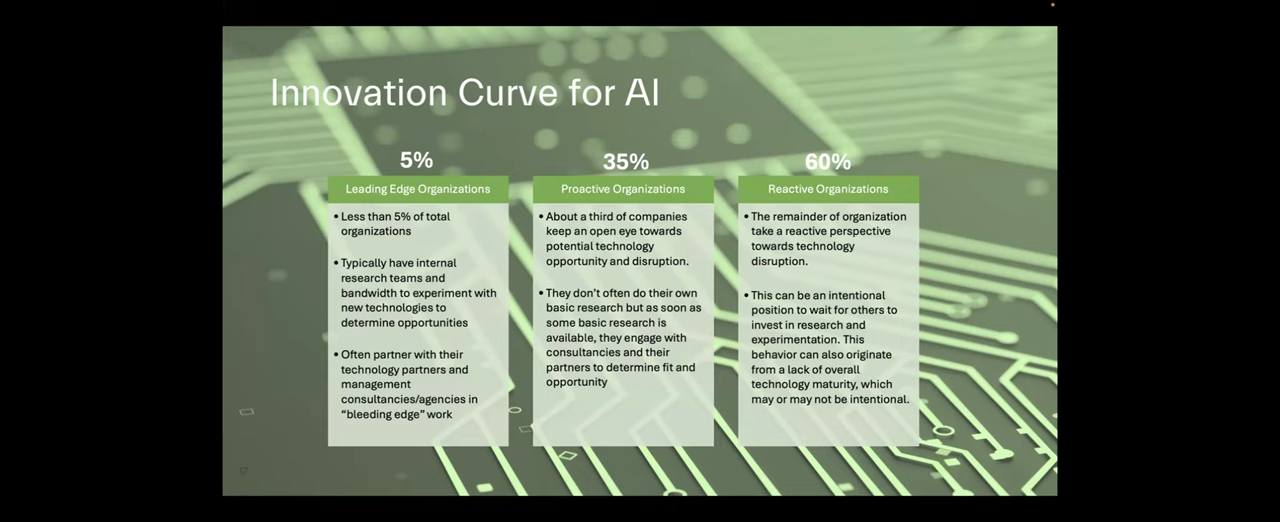 Innovation Curve for AI
5%
Leading Edge Organizations
• Less than 5% of total
organizations
• Typically have internal
research teams and
bandwidth to experiment with
new technologies to
determine opportunities
• Often partner with their
technology partners and
management
consultancies/agencies in
“bleeding edge” work
35%
Proactive Organizations
• About a third of companies
keep an open eye towards
potential technology
opportunity and disruption.
• They don’t often do their own
basic research but as soon as
some basic research is
available, they engage with
consultancies and their
partners to determine fit and
opportunity
60%
Reactive Organizations
• The remainder of organization
take a reactive perspective
towards technology
disruption.
• This can be an intentional
position to wait for others to
invest in research and
experimentation. This
behavior can also originate
from a lack of overall
technology maturity, which
may or may not be intentional.
17